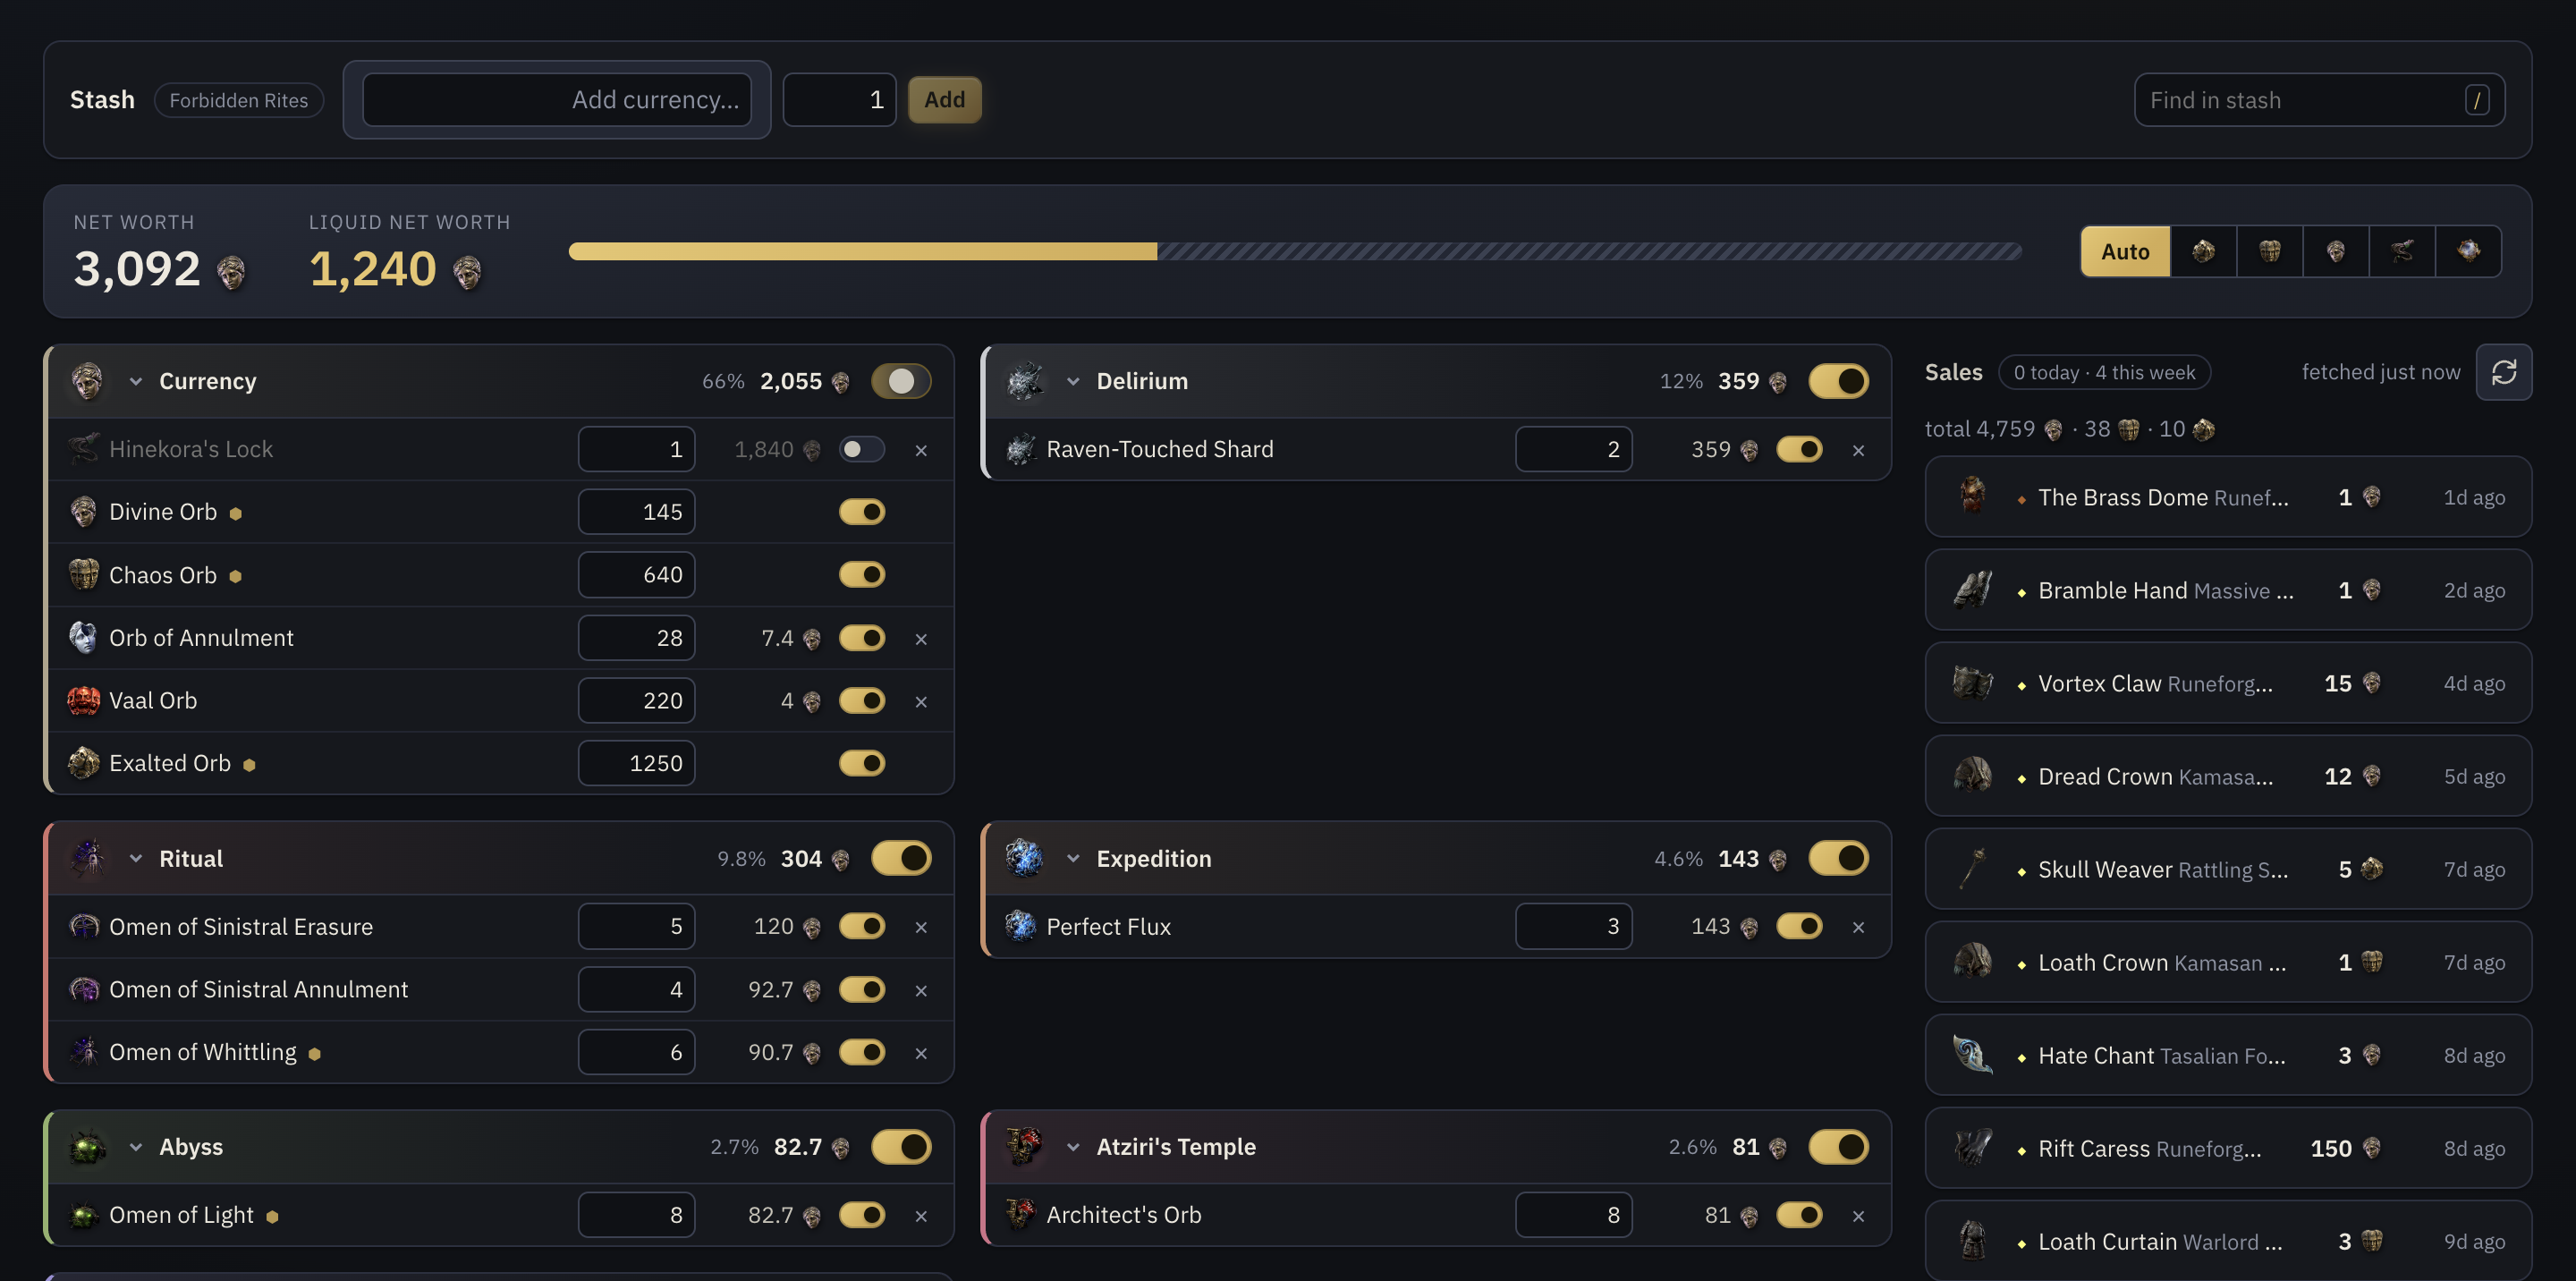 Stash Forbidden Rites Add currency... 1 Add Find in stash /
NET WORTH LIQUID NET WORTH
3,092 1,240 Auto
Currency 66% 2,055
Hinekora's Lock 1 1,840 ×
Divine Orb 145
Chaos Orb 640
Orb of Annulment 28 7.4 ×
Vaal Orb 220 4 ×
Exalted Orb 1250
Delirium 12% 359
Raven-Touched Shard 2 359 ×
Ritual 9.8% 304
Omen of Sinistral Erasure 5 120 ×
Omen of Sinistral Annulment 4 92.7 ×
Omen of Whittling 6 90.7 ×
Expedition 4.6% 143
Perfect Flux 3 143 ×
Abyss 2.7% 82.7
Omen of Light 8 82.7 ×
Atziri's Temple 2.6% 81
Architect's Orb 8 81 ×
Sales 0 today · 4 this week fetched just now
total 4,759 · 38 · 10
The Brass Dome Runef... 1 1d ago
Bramble Hand Massive ... 1 2d ago
Vortex Claw Runeforg... 15 4d ago
Dread Crown Kamasa... 12 5d ago
Skull Weaver Rattling S... 5 7d ago
Loath Crown Kamasan ... 1 7d ago
Hate Chant Tasalian Fo... 3 8d ago
Rift Caress Runeforg... 150 8d ago
Loath Curtain Warlord ... 3 9d ago